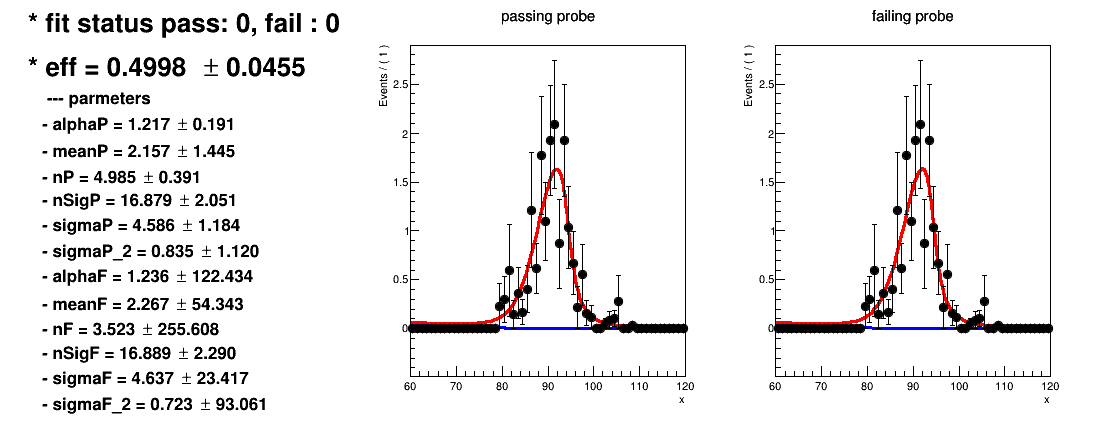 * fit status pass: 0, fail : 0
* eff = 0.4998 ± 0.0455
--- parmeters
- alphaP = 1.217 ± 0.191
- meanP = 2.157 ± 1.445
- nP = 4.985 ± 0.391
- nSigP = 16.879 ± 2.051
- sigmaP = 4.586 ± 1.184
- sigmaP_2 = 0.835 ± 1.120
- alphaF = 1.236 ± 122.434
- meanF = 2.267 ± 54.343
- nF = 3.523 ± 255.608
- nSigF = 16.889 ± 2.290
- sigmaF = 4.637 ± 23.417
- sigmaF_2 = 0.723 ± 93.061
passing probe
Events / ( 1 )
2.5
2
1.5
1
0.5
0
60 70 80 90 100 110 120
x
failing probe
Events / ( 1 )
2.5
2
1.5
1
0.5
0
60 70 80 90 100 110 120
x